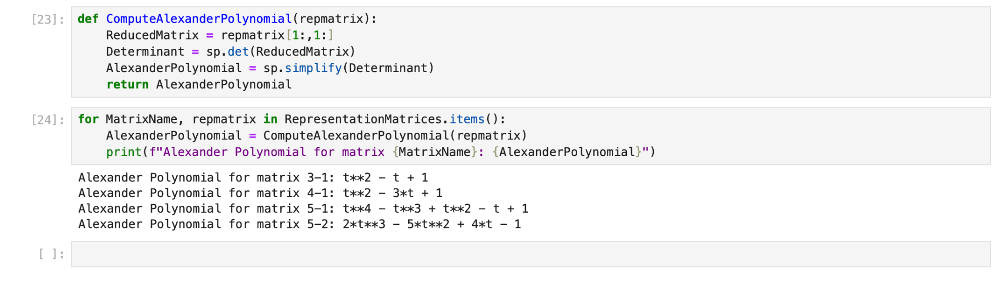 [23]: def ComputeAlexanderPolynomial(repmatrix):
    ReducedMatrix = repmatrix[1:,1:]
    Determinant = sp.det(ReducedMatrix)
    AlexanderPolynomial = sp.simplify(Determinant)
    return AlexanderPolynomial
[24]: for MatrixName, repmatrix in RepresentationMatrices.items():
    AlexanderPolynomial = ComputeAlexanderPolynomial(repmatrix)
    print(f"Alexander Polynomial for matrix {MatrixName}: {AlexanderPolynomial}")
Alexander Polynomial for matrix 3-1: t**2 - t + 1
Alexander Polynomial for matrix 4-1: t**2 - 3*t + 1
Alexander Polynomial for matrix 5-1: t**4 - t**3 + t**2 - t + 1
Alexander Polynomial for matrix 5-2: 2*t**3 - 5*t**2 + 4*t - 1
[ ]: